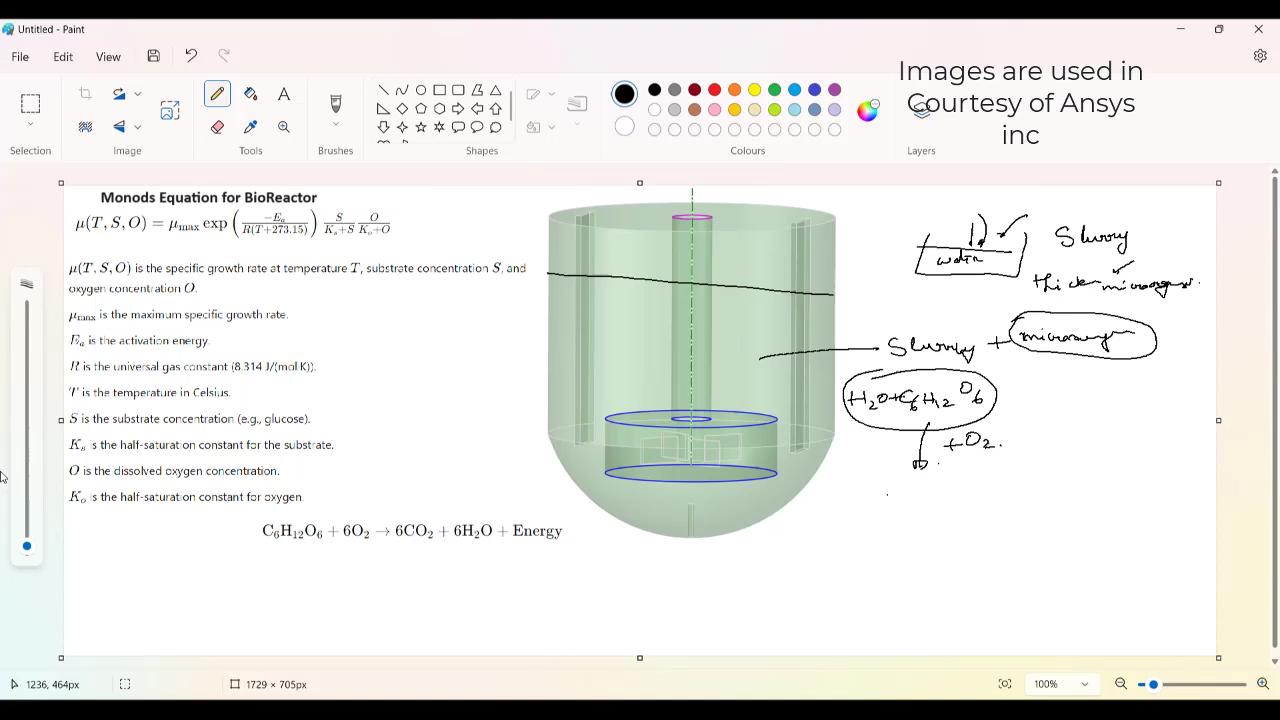 Untitled - Paint
File Edit View
Images are used in
Courtesy of Ansys
inc
Selection Image Tools Brushes Shapes Colours Layers
Monods Equation for BioReactor
μ(T, S, O) = μmax exp(−Ea / R(T+273.15)) S/(Ks+S) O/(Ko+O)
μ(T, S, O) is the specific growth rate at temperature T, substrate concentration S, and
oxygen concentration O.
μmax is the maximum specific growth rate.
Ea is the activation energy.
R is the universal gas constant (8.314 J/(mol K)).
T is the temperature in Celsius.
S is the substrate concentration (e.g., glucose).
Ks is the half-saturation constant for the substrate.
O is the dissolved oxygen concentration.
Ko is the half-saturation constant for oxygen.
C6H12O6 + 6O2 → 6CO2 + 6H2O + Energy
water
Slurry
Slurry +
H2O+C6H12O6
+O2.
1236, 464px
1729 × 705px
100%